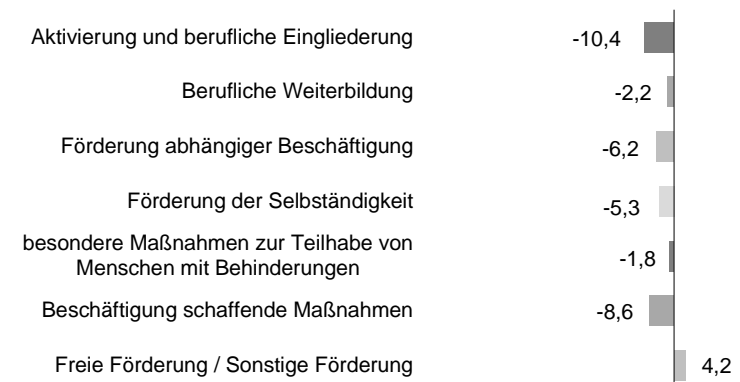 Aktivierung und berufliche Eingliederung -10,4
Berufliche Weiterbildung -2,2
Förderung abhängiger Beschäftigung -6,2
Förderung der Selbständigkeit -5,3
besondere Maßnahmen zur Teilhabe von
Menschen mit Behinderungen -1,8
Beschäftigung schaffende Maßnahmen -8,6
Freie Förderung / Sonstige Förderung 4,2